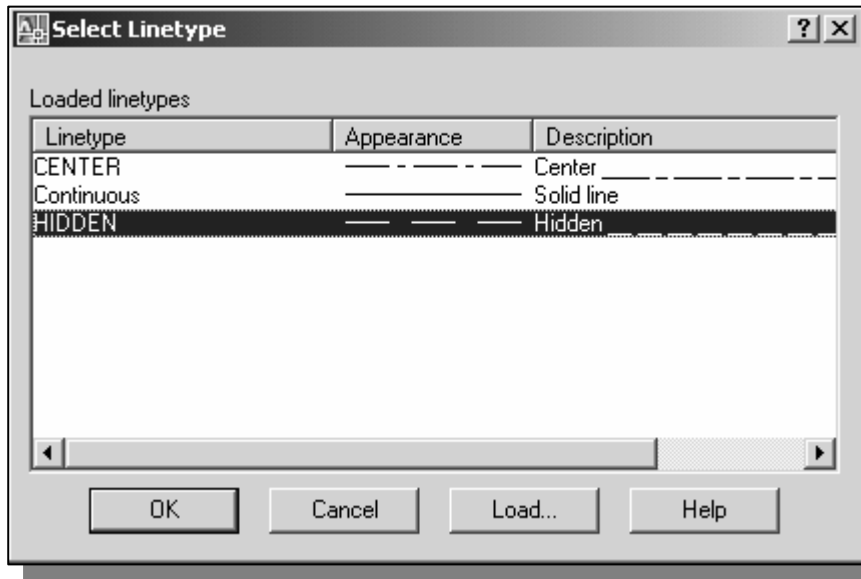 Select Linetype
Loaded linetypes
Linetype Appearance Description
CENTER Center
Continuous Solid line
HIDDEN Hidden
OK Cancel Load... Help